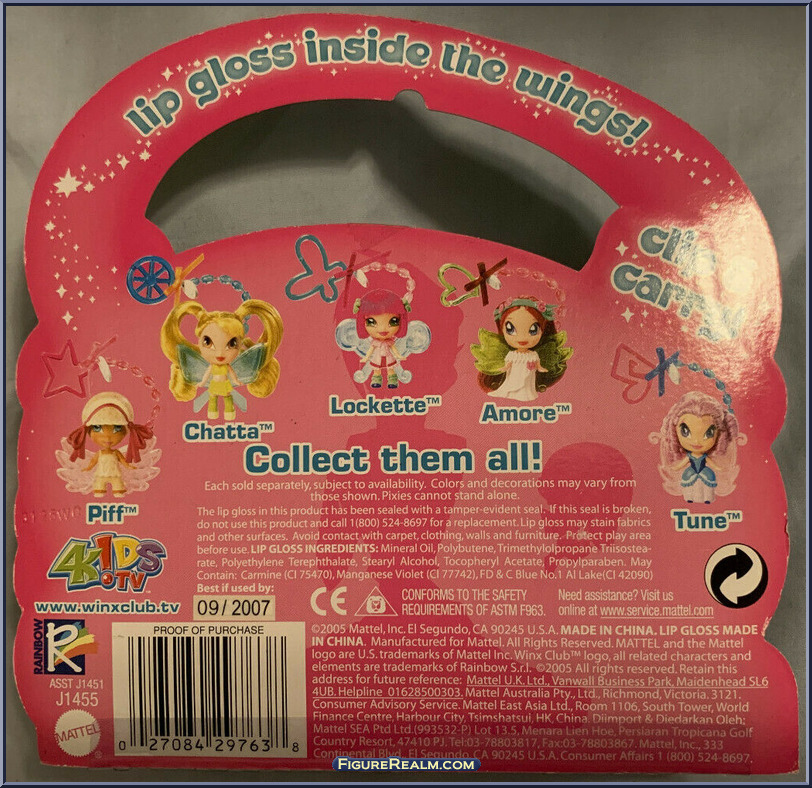 lip gloss inside the wings!
clip
carry
Chatta™
Lockette™
Amore™
Piff™
Tune™
Collect them all!
Each sold separately, subject to availability. Colors and decorations may vary from
those shown. Pixies cannot stand alone.
The lip gloss in this product has been sealed with a tamper-evident seal. If this seal is broken,
do not use this product and call 1(800) 524-8697 for a replacement. Lip gloss may stain fabrics
and other surfaces. Avoid contact with carpet, clothing, walls and furniture. Protect play area
before use. LIP GLOSS INGREDIENTS: Mineral Oil, Polybutene, Trimethylolpropane Triisostea-
rate, Polyethylene Terephthalate, Stearyl Alcohol, Tocopheryl Acetate, Propylparaben. May
Contain: Carmine (CI 75470), Manganese Violet (CI 77742), FD & C Blue No.1 Al Lake(CI 42090)
4KiDS.TV™
www.winxclub.tv
Best if used by:
09/2007
CE
CONFORMS TO THE SAFETY
REQUIREMENTS OF ASTM F963.
Need assistance? Visit us
online at www.service.mattel.com
RAINBOW
ASST J1451
J1455
MATTEL®
PROOF OF PURCHASE
0 27084 29763 8
©2005 Mattel, Inc. El Segundo, CA 90245 U.S.A. MADE IN CHINA. LIP GLOSS MADE
IN CHINA. Manufactured for Mattel. All Rights Reserved. MATTEL and the Mattel
logo are U.S. trademarks of Mattel Inc. Winx Club™ logo, all related characters and
elements are trademarks of Rainbow S.r.l. ©2005 All rights reserved. Retain this
address for future reference: Mattel U.K. Ltd., Vanwall Business Park, Maidenhead SL6
4UB. Helpline 01628500303. Mattel Australia Pty., Ltd., Richmond, Victoria. 3121.
Consumer Advisory Service. Mattel East Asia Ltd., Room 1106, South Tower, World
Finance Centre, Harbour City, Tsimshatsui, HK, China. Diimport & Diedarkan Oleh:
Mattel SEA Ptd Ltd.(993532-P) Lot 13.5, Menara Lien Hoe, Persiaran Tropicana Golf
Country Resort, 47410 PJ. Tel:03-78803817, Fax:03-78803867. Mattel, Inc., 333
Continental Blvd., El Segundo, CA 90245 U.S.A. Consumer Affairs 1 (800) 524-8697.
FigureRealm.com